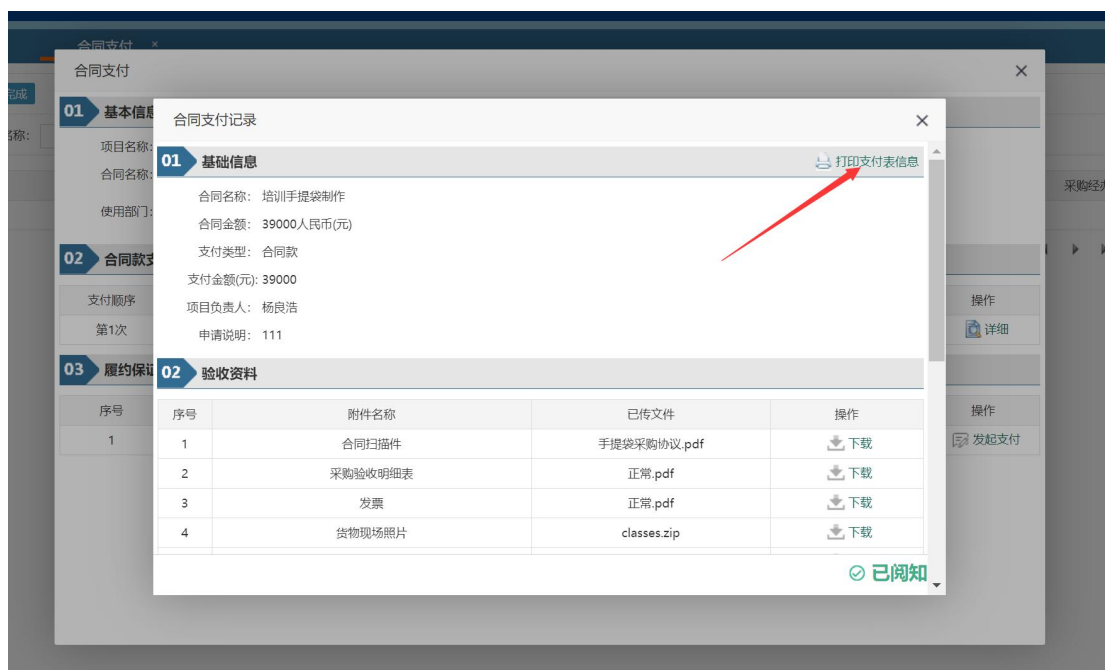 合同支付 ×
合同支付
完成
01 基本信息
名称:
项目名称:
合同名称:
使用部门:
采购经办
02 合同款支
支付顺序 操作
第1次 详细
03 履约保证
序号 操作
1 发起支付
合同支付记录
01 基础信息 打印支付表信息
合同名称: 培训手提袋制作
合同金额: 39000人民币(元)
支付类型: 合同款
支付金额(元): 39000
项目负责人: 杨良浩
申请说明: 111
02 验收资料
序号 附件名称 已传文件 操作
1 合同扫描件 手提袋采购协议.pdf 下载
2 采购验收明细表 正常.pdf 下载
3 发票 正常.pdf 下载
4 货物现场照片 classes.zip 下载
已阅知